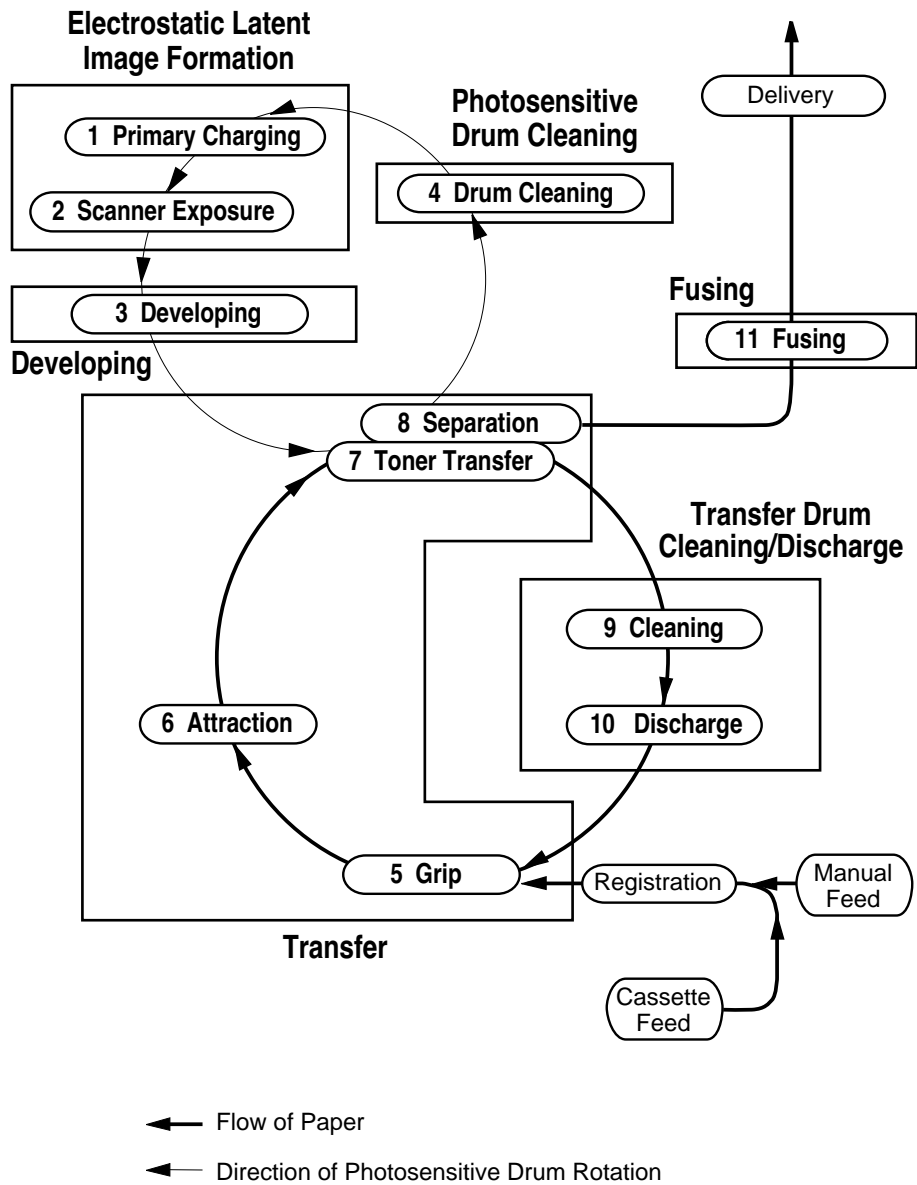 Electrostatic Latent
Image Formation
1 Primary Charging
2 Scanner Exposure
Photosensitive
Drum Cleaning
4 Drum Cleaning
Delivery
3 Developing
Developing
Fusing
11 Fusing
8 Separation
7 Toner Transfer
Transfer Drum
Cleaning/Discharge
9 Cleaning
10 Discharge
6 Attraction
5 Grip
Registration
Manual
Feed
Transfer
Cassette
Feed
Flow of Paper
Direction of Photosensitive Drum Rotation